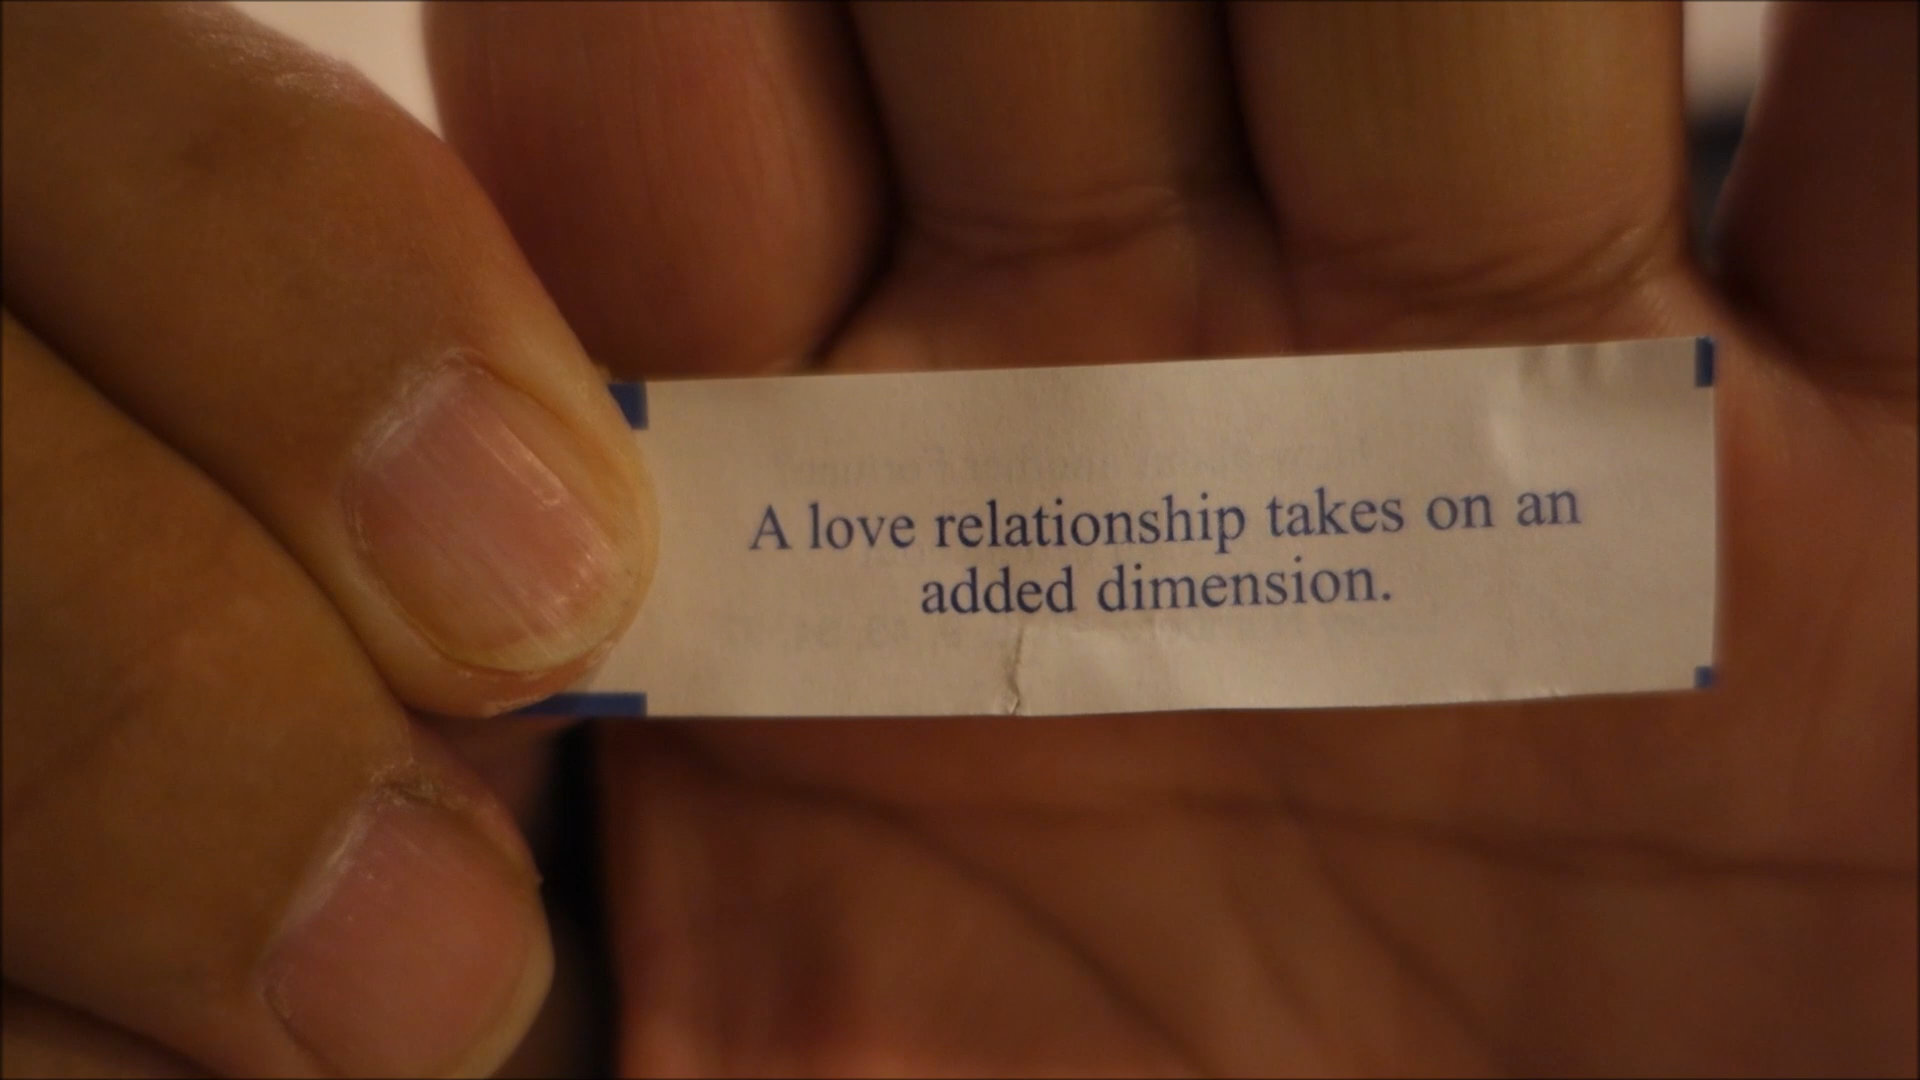 A love relationship takes on an
added dimension.